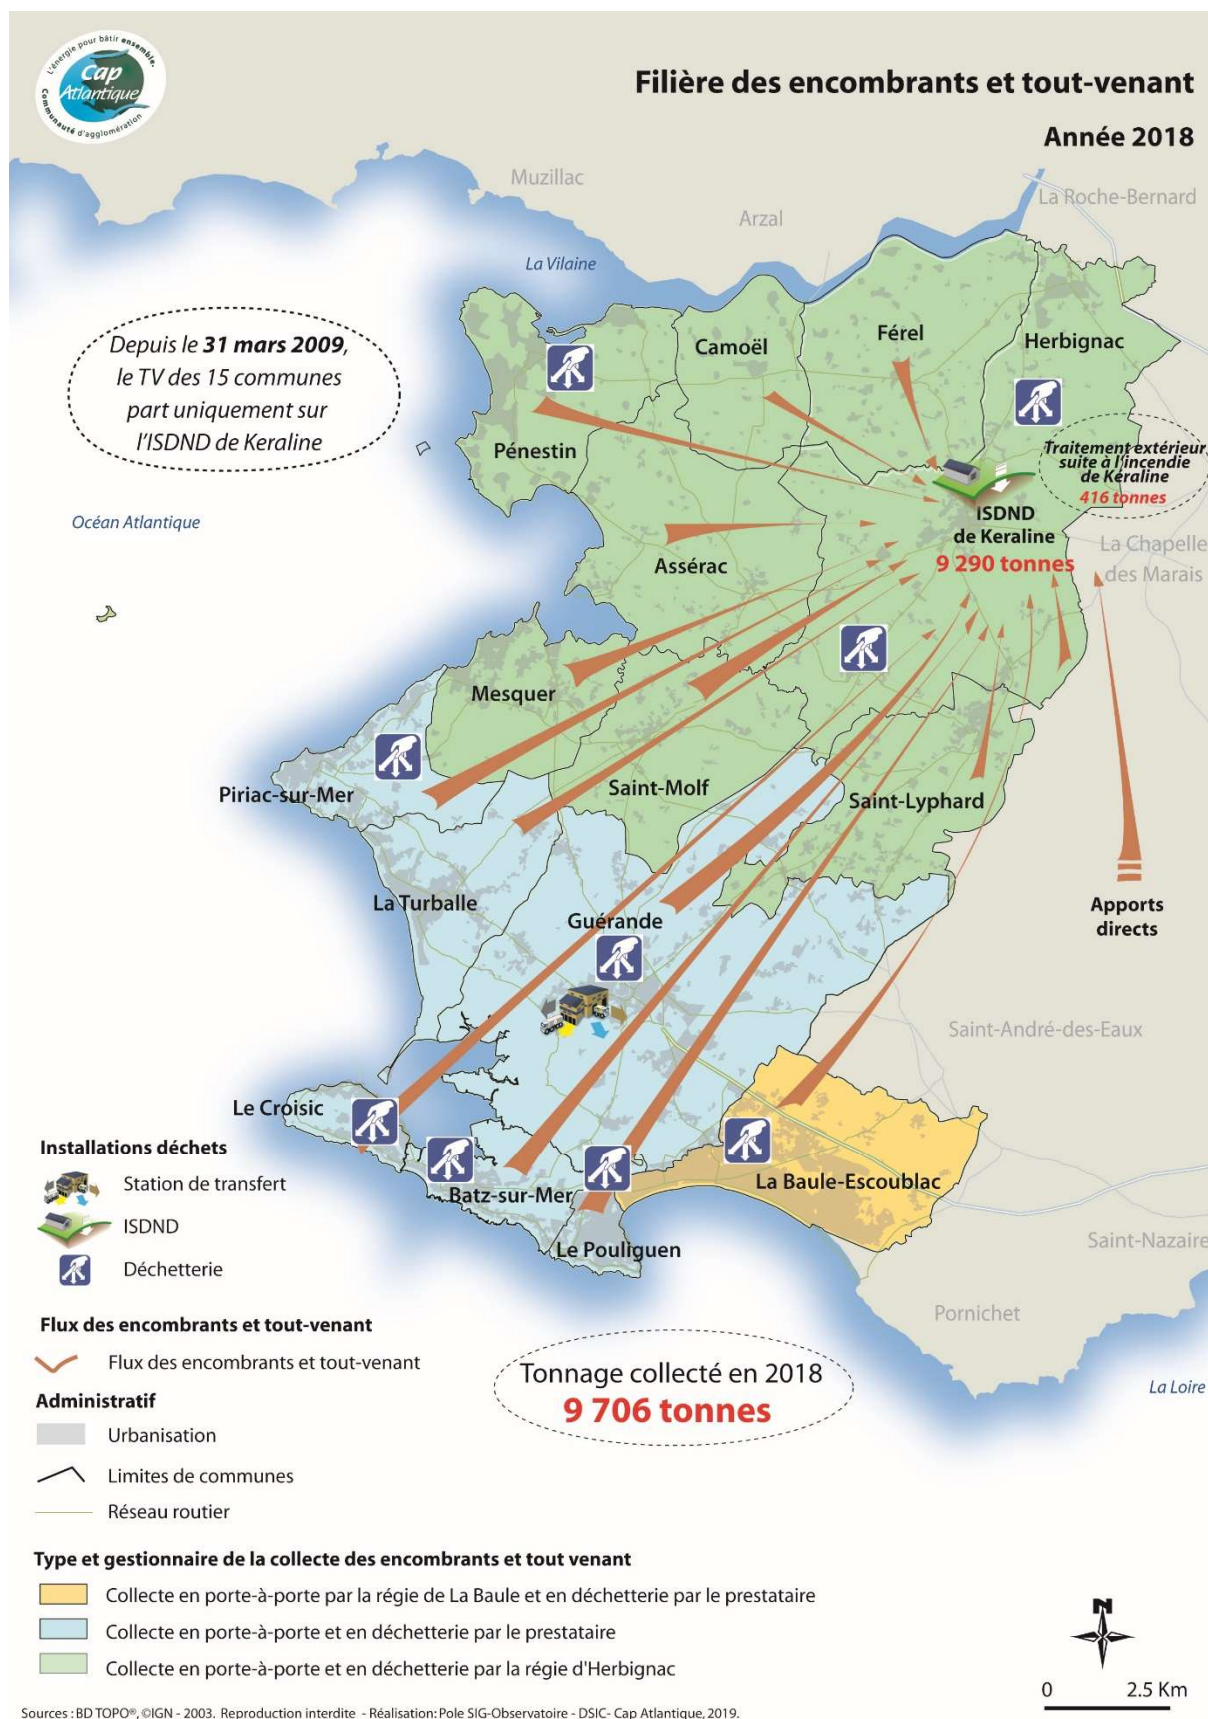 L'énergie pour bâtir ensemble.
Cap
Atlantique
Communauté d'agglomération
Filière des encombrants et tout-venant
Année 2018
Muzillac
Arzal
La Roche-Bernard
La Vilaine
Depuis le 31 mars 2009,
le TV des 15 communes
part uniquement sur
l'ISDND de Keraline
Camoël
Férel
Herbignac
Pénestin
Traitement extérieur
suite à l'incendie
de Kéraline
416 tonnes
Océan Atlantique
ISDND
de Keraline
9 290 tonnes
La Chapelle
des Marais
Assérac
Mesquer
Piriac-sur-Mer
Saint-Molf
Saint-Lyphard
La Turballe
Guérande
Apports
directs
Saint-André-des-Eaux
Le Croisic
Batz-sur-Mer
La Baule-Escoublac
Le Pouliguen
Saint-Nazaire
Pornichet
La Loire
Installations déchets
Station de transfert
ISDND
Déchetterie
Flux des encombrants et tout-venant
Flux des encombrants et tout-venant
Tonnage collecté en 2018
9 706 tonnes
Administratif
Urbanisation
Limites de communes
Réseau routier
Type et gestionnaire de la collecte des encombrants et tout venant
Collecte en porte-à-porte par la régie de La Baule et en déchetterie par le prestataire
Collecte en porte-à-porte et en déchetterie par le prestataire
Collecte en porte-à-porte et en déchetterie par la régie d'Herbignac
N
0 2.5 Km
Sources : BD TOPO®, ©IGN - 2003. Reproduction interdite - Réalisation: Pole SIG-Observatoire - DSIC- Cap Atlantique, 2019.